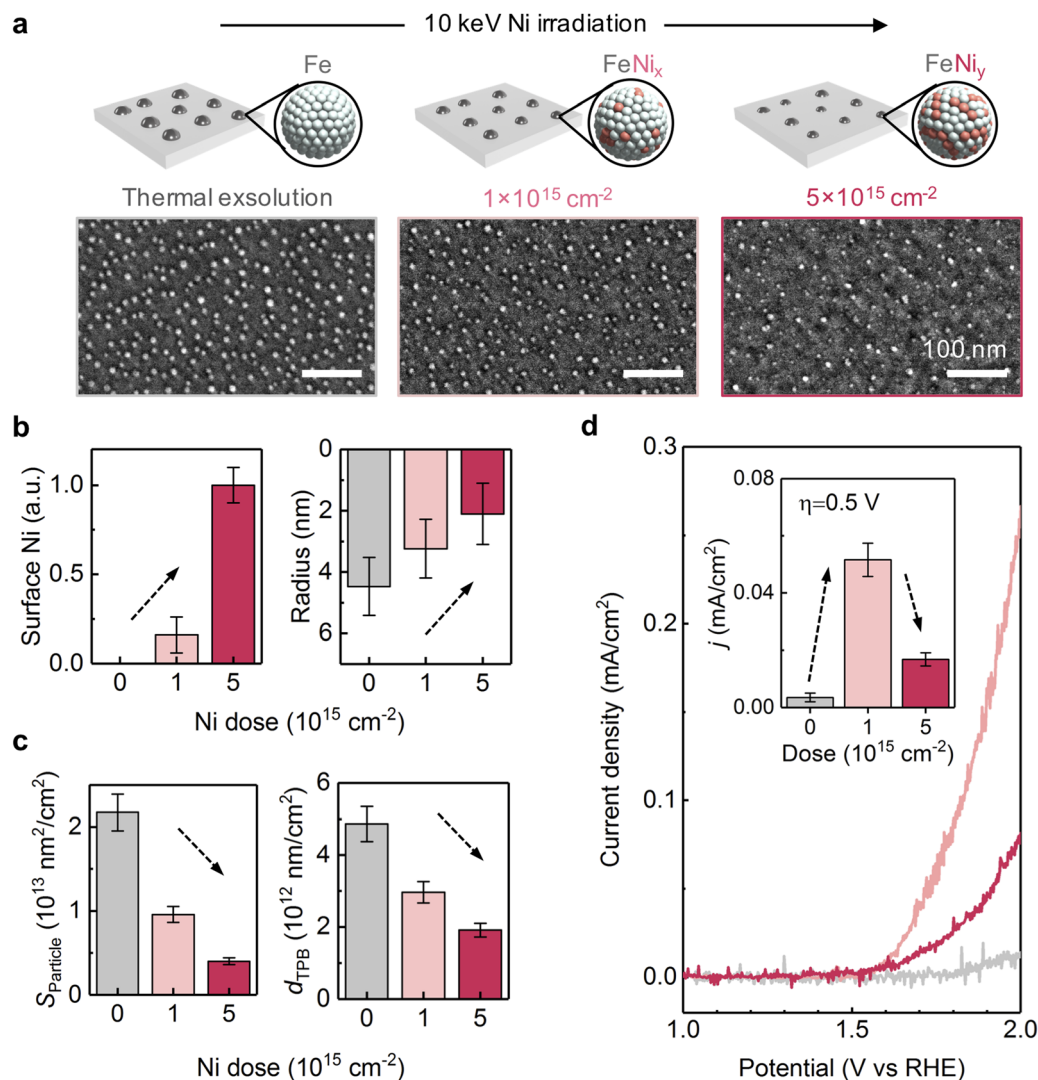 a
10 keV Ni irradiation
Fe
FeNiₓ
FeNi_y
Thermal exsolution
1×10¹⁵ cm⁻²
5×10¹⁵ cm⁻²
100 nm
b
Surface Ni (a.u.)
1.0
0.5
0.0
0 1 5
Radius (nm)
0
2
4
6
0 1 5
Ni dose (10¹⁵ cm⁻²)
c
S_Particle (10¹³ nm²/cm²)
2
1
0
0 1 5
d_TPB (10¹² nm/cm²)
6
4
2
0
0 1 5
Ni dose (10¹⁵ cm⁻²)
d
Current density (mA/cm²)
0.3
0.2
0.1
0.0
1.0 1.5 2.0
Potential (V vs RHE)
η=0.5 V
j (mA/cm²)
0.08
0.04
0.00
0 1 5
Dose (10¹⁵ cm⁻²)